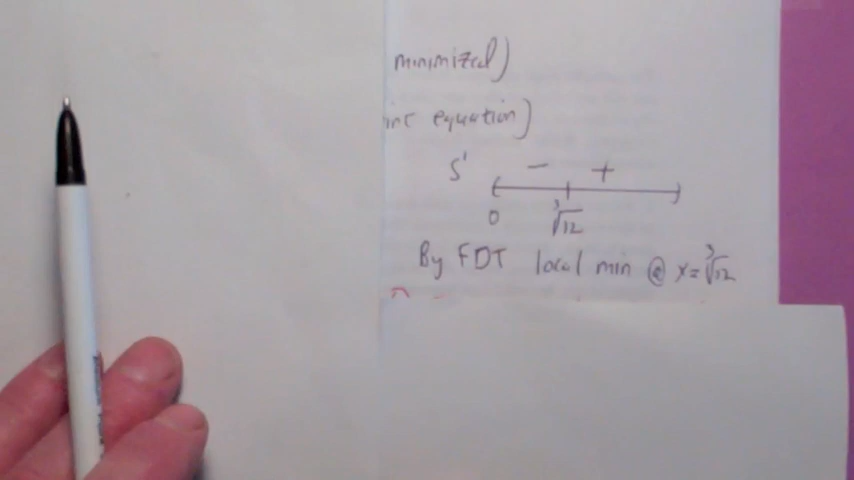 minimized)
equation)
S' − +
0 ∛12
By FDT local min @ x=∛12